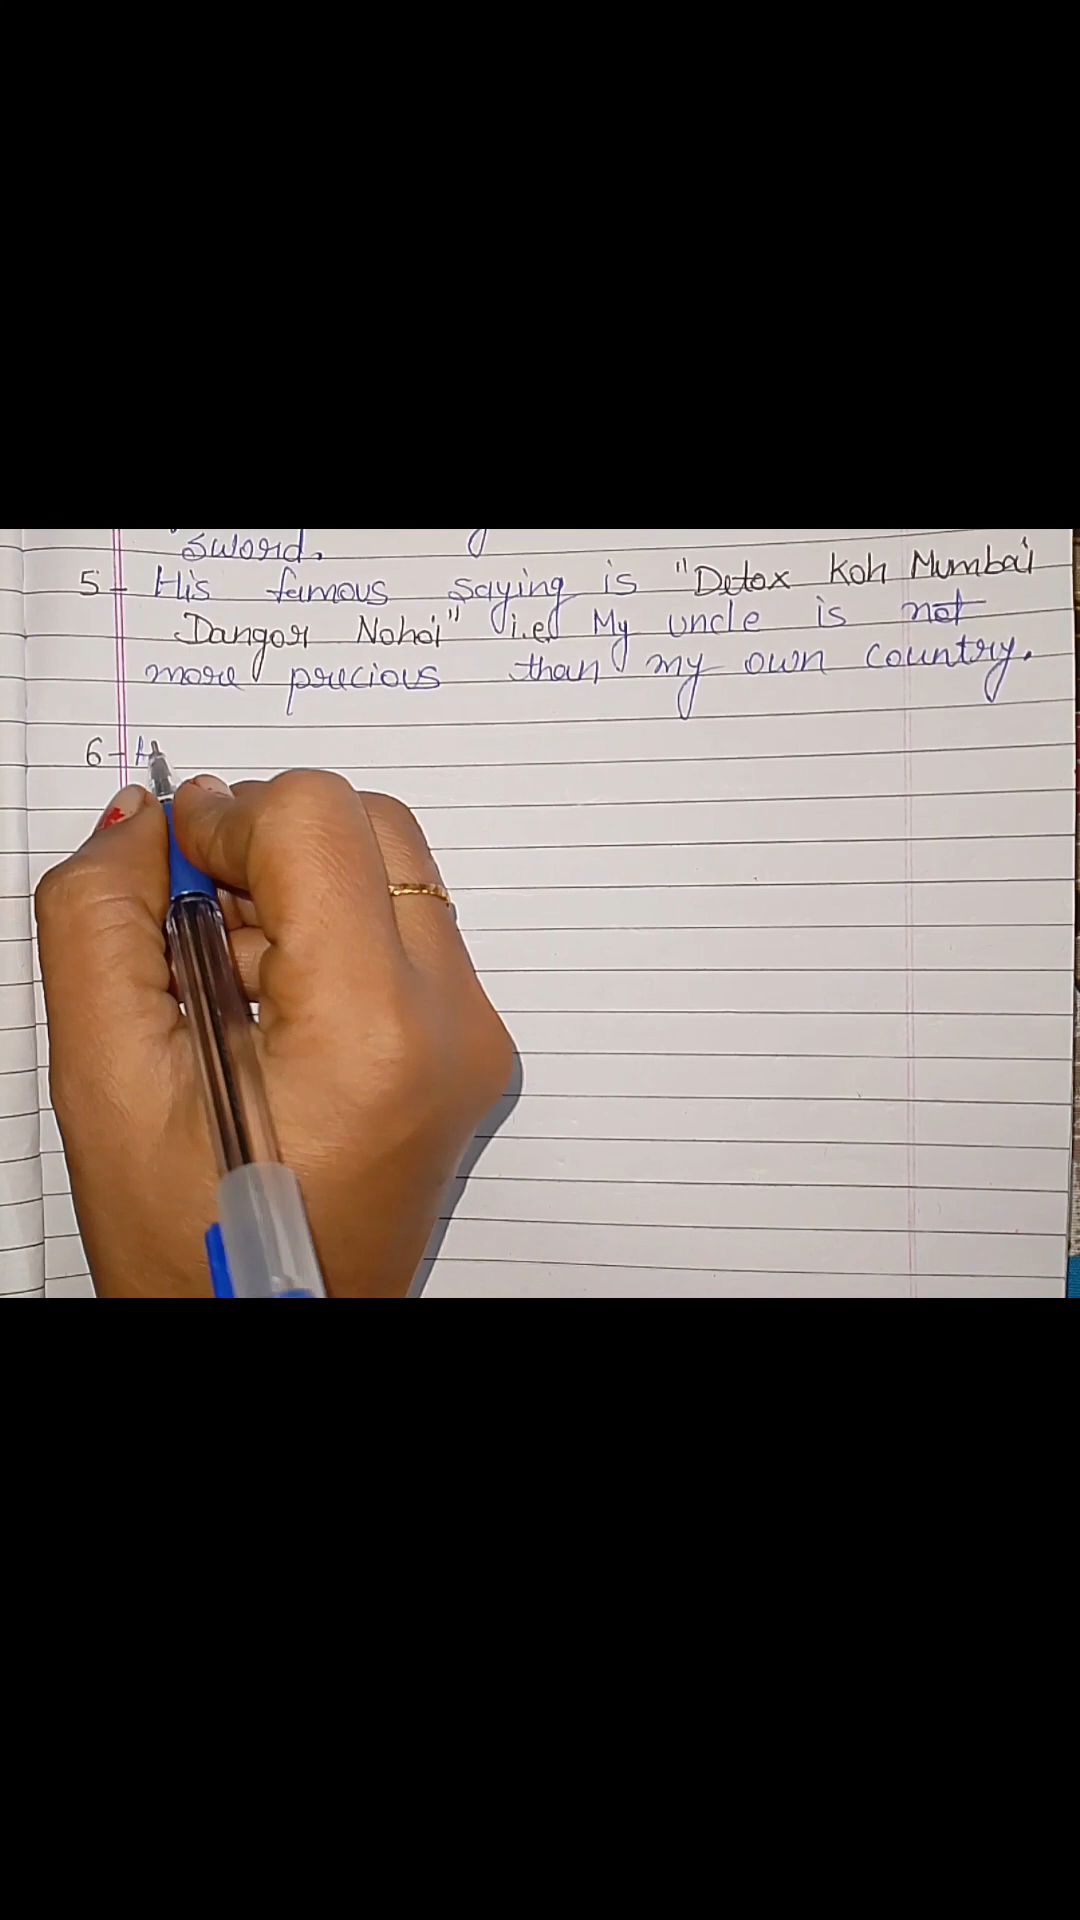 sword.
5- His famous saying is "Detox Koh Mumbai
Dangor Nohoi" i.e. My uncle is not
more precious than my own country.
6- H